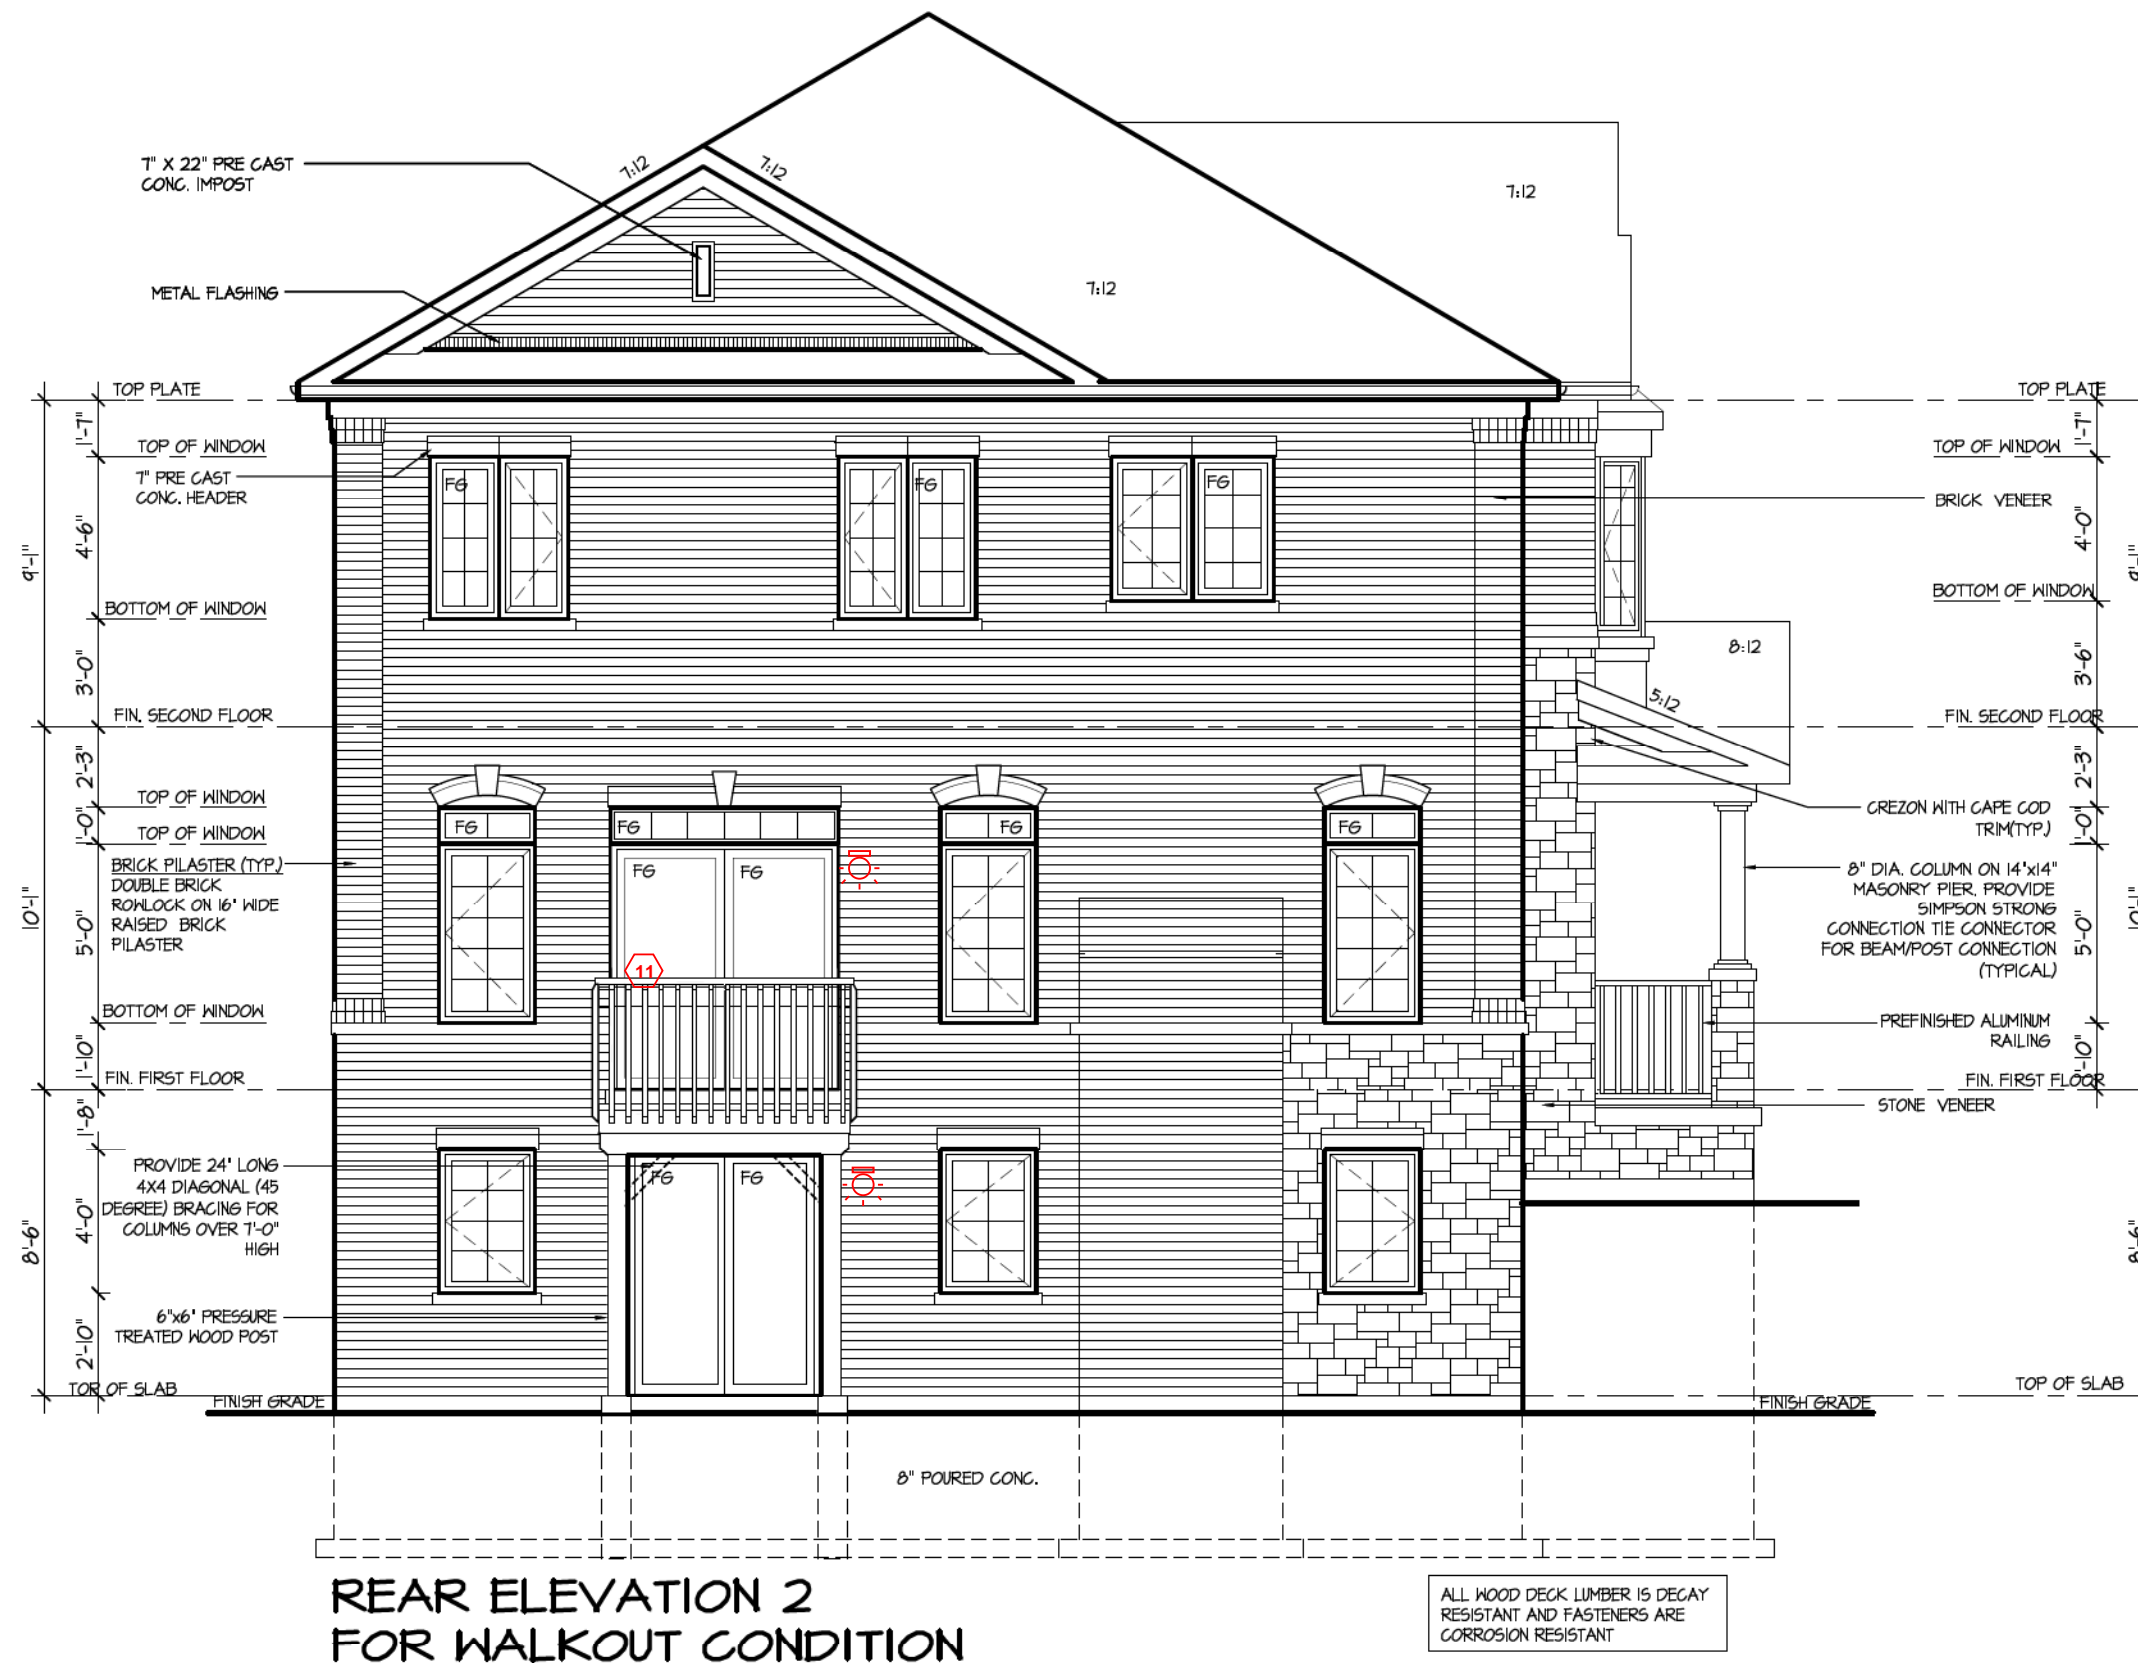 7:12
7:12
7" X 22" PRE CAST
CONC. IMPOST
7:12
METAL FLASHING
7:12
TOP PLATE
TOP PLATE
1'-7"
1'-7"
TOP OF WINDOW
TOP OF WINDOW
7" PRE CAST
CONC. HEADER
FG
FG
FG
BRICK VENEER
4'-6"
4'-0"
9'-1"
9'-1"
BOTTOM OF WINDOW
BOTTOM OF WINDOW
3'-0"
3'-6"
8:12
5:12
FIN. SECOND FLOOR
FIN. SECOND FLOOR
2'-3"
2'-3"
TOP OF WINDOW
1'-0"
1'-0"
TOP OF WINDOW
FG
FG
FG
FG
CREZON WITH CAPE COD
TRIM(TYP.)
BRICK PILASTER (TYP.)
DOUBLE BRICK
ROWLOCK ON 16" WIDE
RAISED BRICK
PILASTER
FG
FG
8" DIA. COLUMN ON 14"x14"
MASONRY PIER. PROVIDE
SIMPSON STRONG
CONNECTION TIE CONNECTOR
FOR BEAM/POST CONNECTION
(TYPICAL)
10'-1"
10'-1"
5'-0"
5'-0"
11
BOTTOM OF WINDOW
PREFINISHED ALUMINUM
RAILING
1'-10"
1'-10"
FIN. FIRST FLOOR
FIN. FIRST FLOOR
1'-8"
STONE VENEER
PROVIDE 24" LONG
4X4 DIAGONAL (45
DEGREE) BRACING FOR
COLUMNS OVER 7'-0"
HIGH
FG
FG
4'-0"
8'-6"
8'-6"
6"x6" PRESSURE
TREATED WOOD POST
2'-10"
TOP OF SLAB
TOP OF SLAB
FINISH GRADE
FINISH GRADE
8" POURED CONC.
REAR ELEVATION 2
FOR WALKOUT CONDITION
ALL WOOD DECK LUMBER IS DECAY
RESISTANT AND FASTENERS ARE
CORROSION RESISTANT